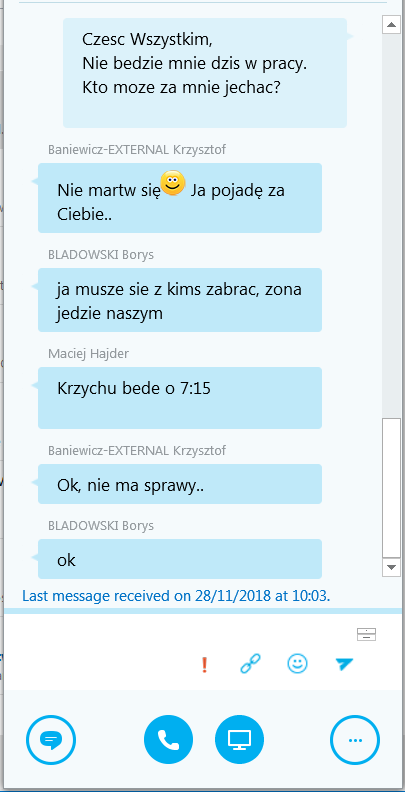 Czesc Wszystkim,
Nie bedzie mnie dzis w pracy.
Kto moze za mnie jechac?
Baniewicz-EXTERNAL Krzysztof
Nie martw się Ja pojadę za
Ciebie..
BLADOWSKI Borys
ja musze sie z kims zabrac, zona
jedzie naszym
Maciej Hajder
Krzychu bede o 7:15
Baniewicz-EXTERNAL Krzysztof
Ok, nie ma sprawy..
BLADOWSKI Borys
ok
Last message received on 28/11/2018 at 10:03.